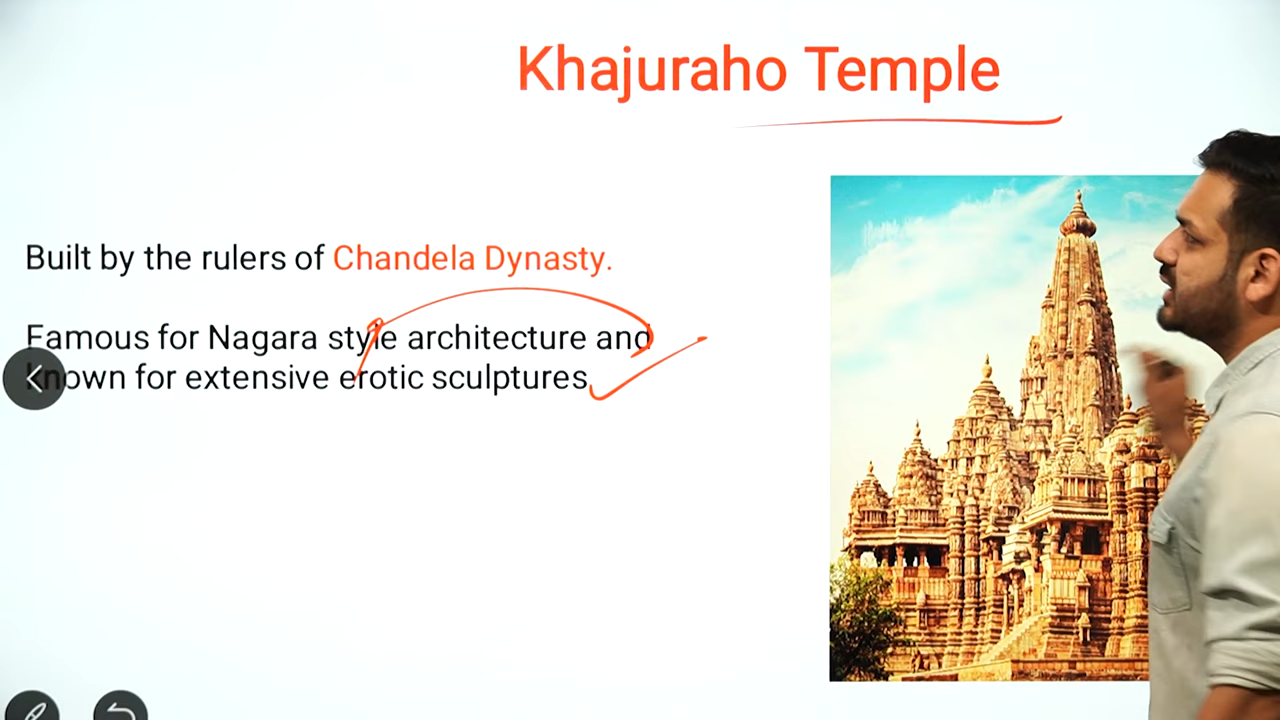 Khajuraho Temple
Built by the rulers of Chandela Dynasty.
Famous for Nagara style architecture and
known for extensive erotic sculptures